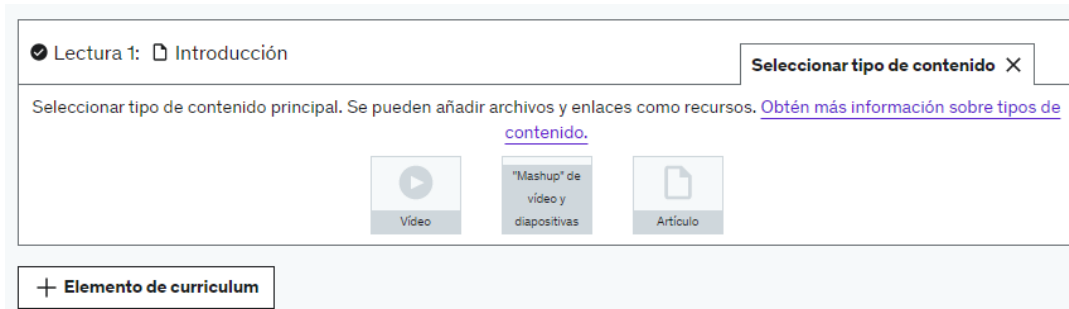 Lectura 1: Introducción
Seleccionar tipo de contenido
Seleccionar tipo de contenido principal. Se pueden añadir archivos y enlaces como recursos. Obtén más información sobre tipos de
contenido.
Vídeo
"Mashup" de
vídeo y
diapositivas
Artículo
+ Elemento de curriculum